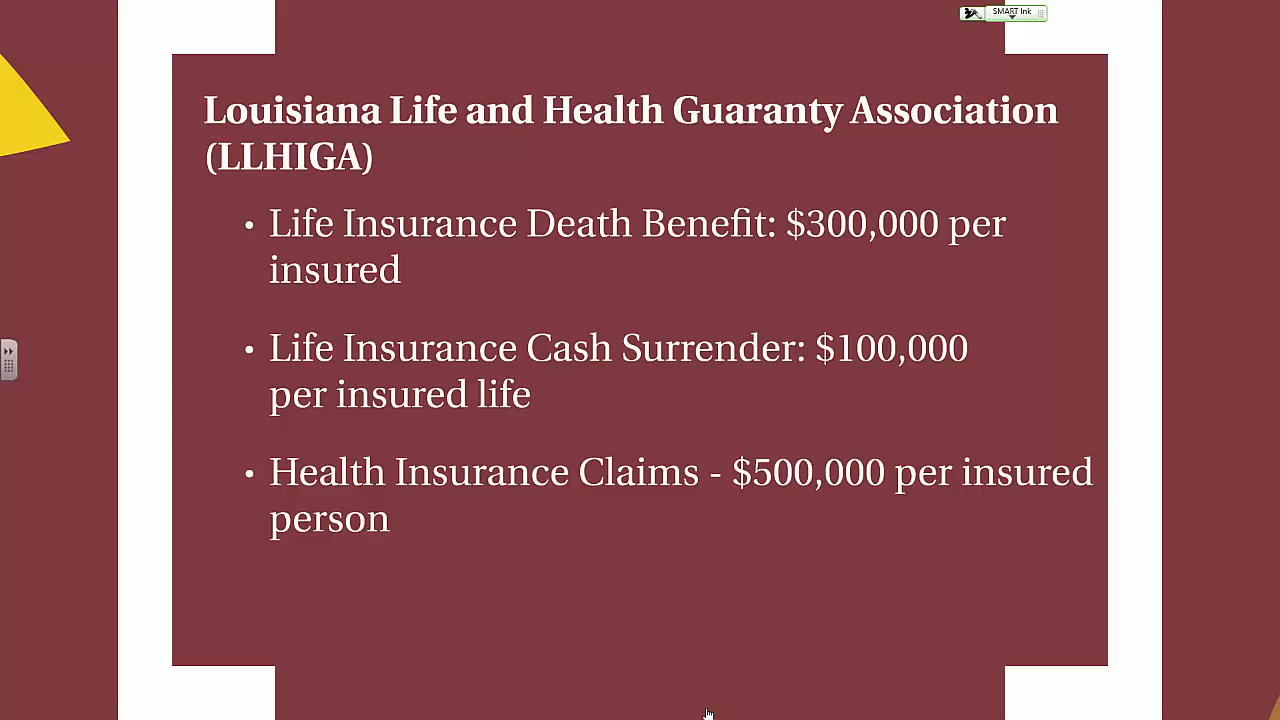 SMART Ink
Louisiana Life and Health Guaranty Association
(LLHIGA)
• Life Insurance Death Benefit: $300,000 per
insured
• Life Insurance Cash Surrender: $100,000
per insured life
• Health Insurance Claims - $500,000 per insured
person